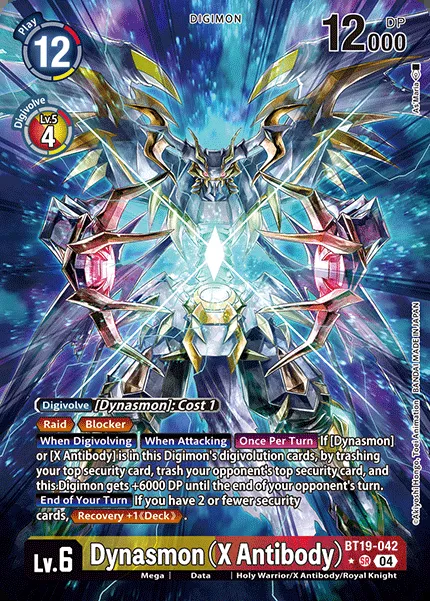 DIGIMON
Play
12
12000
DP
Digivolve
Lv.5
4
As'Maria
©Akiyoshi Hongo, Toei Animation BANDAI MADE IN JAPAN
Digivolve [Dynasmon]: Cost 1
Raid Blocker
When Digivolving When Attacking Once Per Turn If [Dynasmon]
or [X Antibody] is in this Digimon's digivolution cards, by trashing
your top security card, trash your opponent's top security card, and
this Digimon gets +6000 DP until the end of your opponent's turn.
End of Your Turn If you have 2 or fewer security
cards, Recovery +1《Deck》.
Lv.6 Dynasmon (X Antibody) BT19-042
SR 04
Mega Data Holy Warrior/X Antibody/Royal Knight